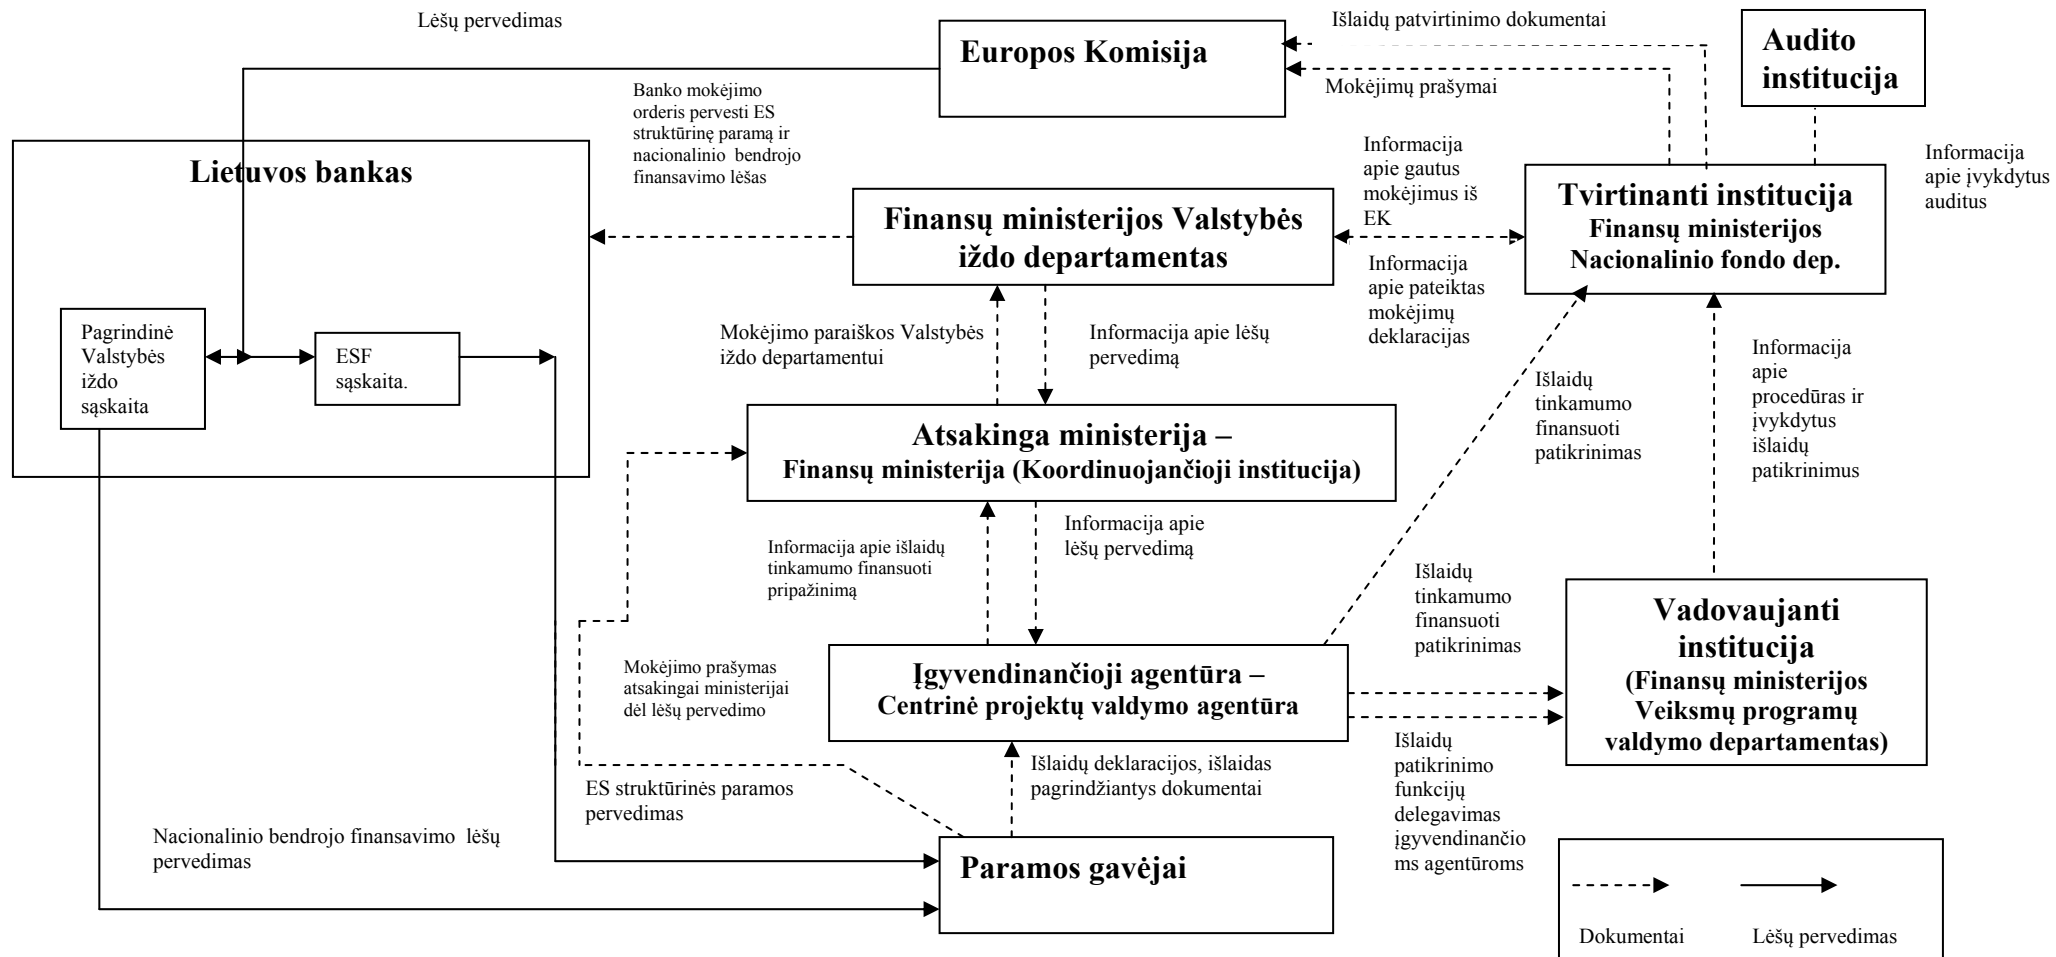 Lėšų pervedimas
Išlaidų patvirtinimo dokumentai
Europos Komisija
Audito
institucija
Mokėjimų prašymai
Banko mokėjimo
orderis pervesti ES
struktūrinę paramą ir
nacionalinio bendrojo
finansavimo lėšas
Informacija
apie gautus
mokėjimus iš
EK
Informacija
apie įvykdytus
auditus
Lietuvos bankas
Finansų ministerijos Valstybės
iždo departamentas
Tvirtinanti institucija
Finansų ministerijos
Nacionalinio fondo dep.
Informacija
apie pateiktas
mokėjimų
deklaracijas
Pagrindinė
Valstybės
iždo
sąskaita
ESF
sąskaita.
Mokėjimo paraiškos Valstybės
iždo departamentui
Informacija apie lėšų
pervedimą
Išlaidų
tinkamumo
finansuoti
patikrinimas
Informacija
apie
procedūras ir
įvykdytus
išlaidų
patikrinimus
Atsakinga ministerija –
Finansų ministerija (Koordinuojančioji institucija)
Informacija apie išlaidų
tinkamumo finansuoti
pripažinimą
Informacija apie
lėšų pervedimą
Išlaidų
tinkamumo
finansuoti
patikrinimas
Vadovaujanti
institucija
(Finansų ministerijos
Veiksmų programų
valdymo departamentas)
Mokėjimo prašymas
atsakingai ministerijai
dėl lėšų pervedimo
Įgyvendinančioji agentūra –
Centrinė projektų valdymo agentūra
Išlaidų
patikrinimo
funkcijų
delegavimas
įgyvendinančio
ms agentūroms
ES struktūrinės paramos
pervedimas
Išlaidų deklaracijos, išlaidas
pagrindžiantys dokumentai
Nacionalinio bendrojo finansavimo lėšų
pervedimas
Paramos gavėjai
Dokumentai
Lėšų pervedimas